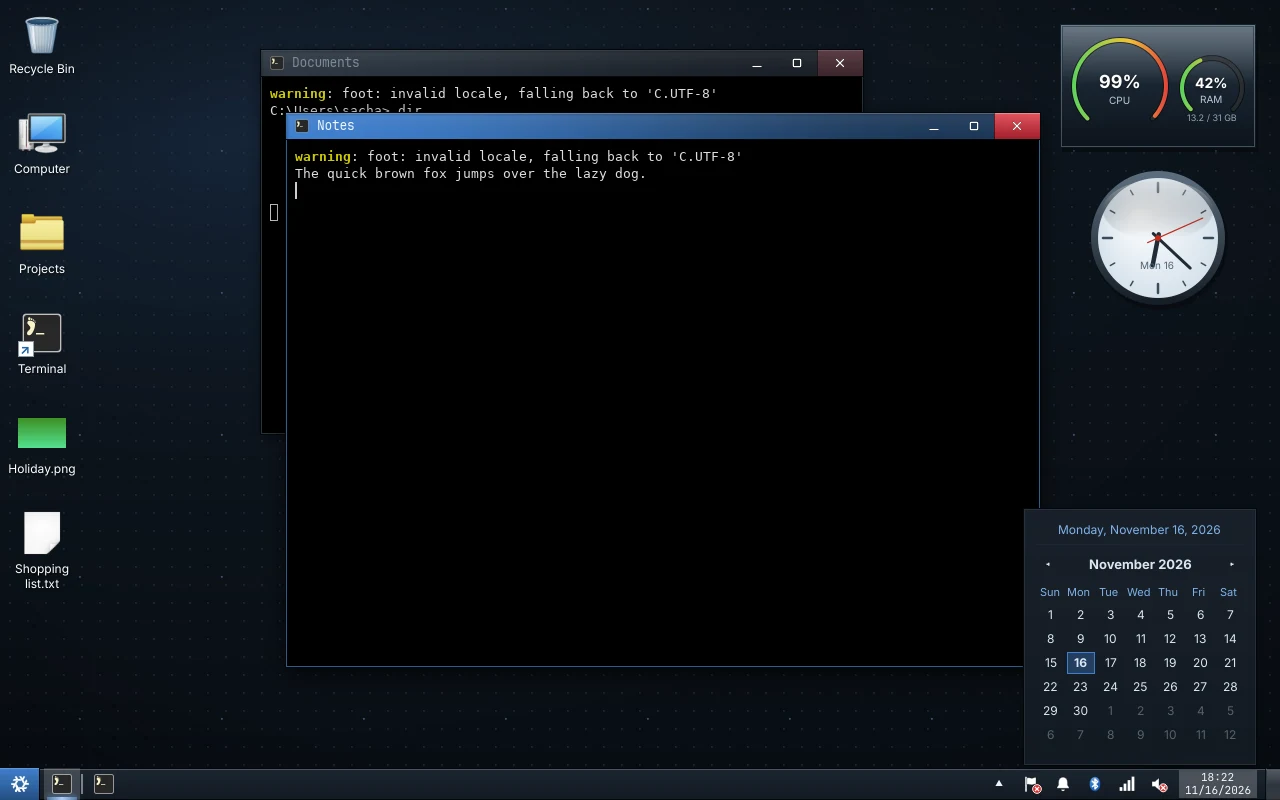 Recycle Bin
Computer
Projects
Terminal
Holiday.png
Shopping
list.txt
Documents
warning: foot: invalid locale, falling back to 'C.UTF-8'
C:\Users\sacha> dir
Notes
warning: foot: invalid locale, falling back to 'C.UTF-8'
The quick brown fox jumps over the lazy dog.
99%
CPU
42%
RAM
13.2 / 31 GB
Mon 16
Monday, November 16, 2026
November 2026
Sun Mon Tue Wed Thu Fri Sat
1 2 3 4 5 6 7
8 9 10 11 12 13 14
15 16 17 18 19 20 21
22 23 24 25 26 27 28
29 30 1 2 3 4 5
6 7 8 9 10 11 12
18:22
11/16/2026